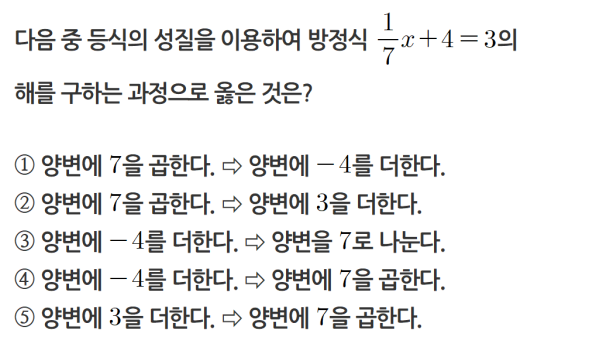 다음 중 등식의 성질을 이용하여 방정식 \frac{1}{7}x+4=3의
해를 구하는 과정으로 옳은 것은?
① 양변에 7을 곱한다. ⇨ 양변에 −4를 더한다.
② 양변에 7을 곱한다. ⇨ 양변에 3을 더한다.
③ 양변에 −4를 더한다. ⇨ 양변을 7로 나눈다.
④ 양변에 −4를 더한다. ⇨ 양변에 7을 곱한다.
⑤ 양변에 3을 더한다. ⇨ 양변에 7을 곱한다.